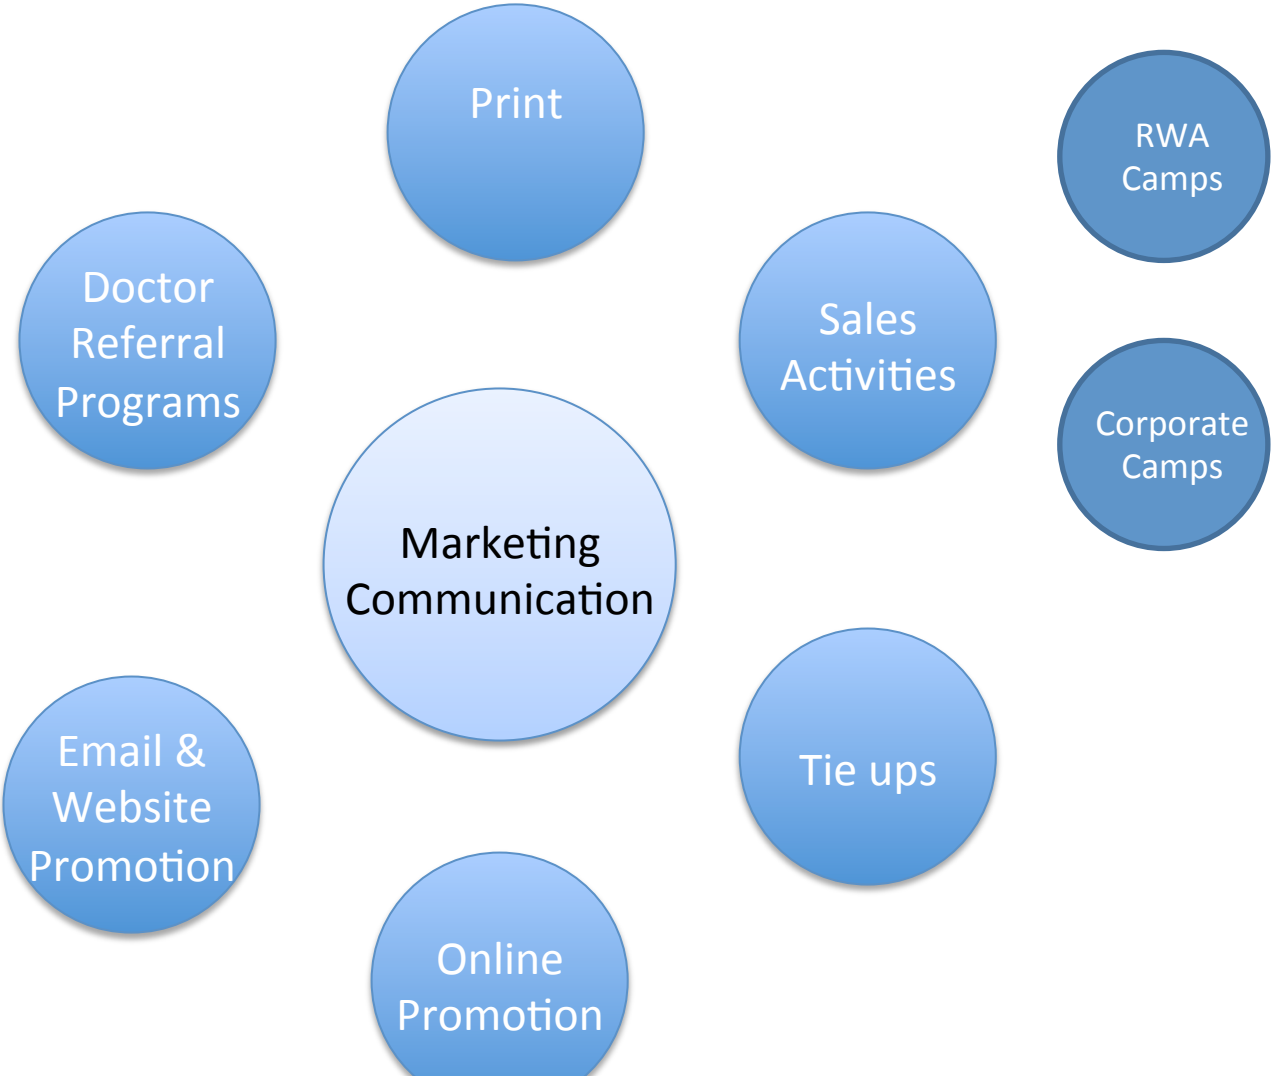 Print
RWA
Camps
Doctor
Referral
Programs
Sales
Activities
Corporate
Camps
Marketing
Communication
Email &
Website
Promotion
Tie ups
Online
Promotion